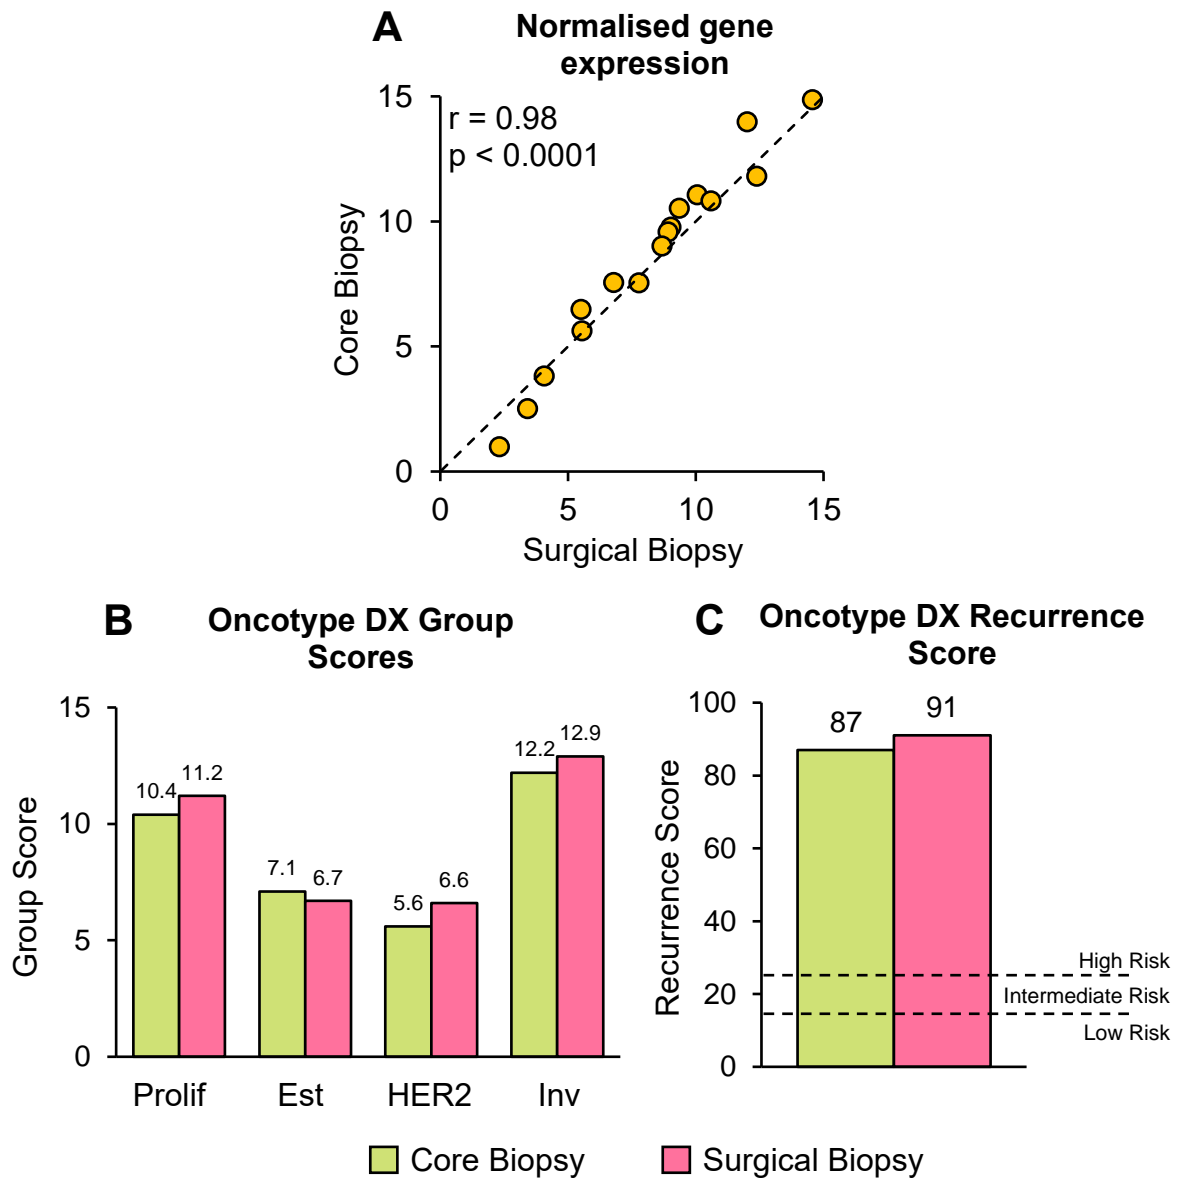 A
Normalised gene
expression
r = 0.98
p < 0.0001
15
10
5
0
Core Biopsy
0 5 10 15
Surgical Biopsy
B
Oncotype DX Group
Scores
15
10
5
0
Group Score
10.4 11.2
7.1 6.7
5.6 6.6
12.2 12.9
Prolif Est HER2 Inv
C
Oncotype DX Recurrence
Score
100
80
60
40
20
0
Recurrence Score
87 91
High Risk
Intermediate Risk
Low Risk
Core Biopsy Surgical Biopsy